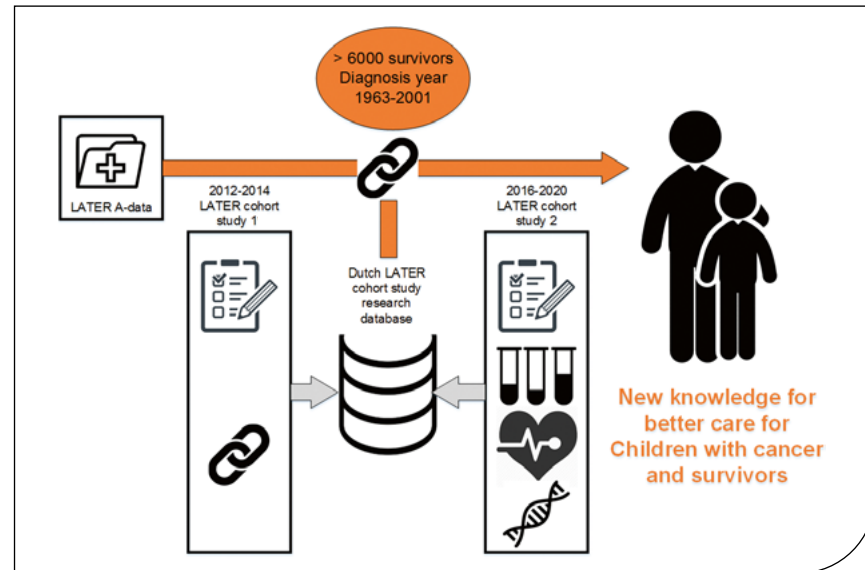 > 6000 survivors
Diagnosis year
1963-2001
LATER A-data
2012-2014
LATER cohort
study 1
Dutch LATER
cohort study
research
database
2016-2020
LATER cohort
study 2
New knowledge for
better care for
Children with cancer
and survivors